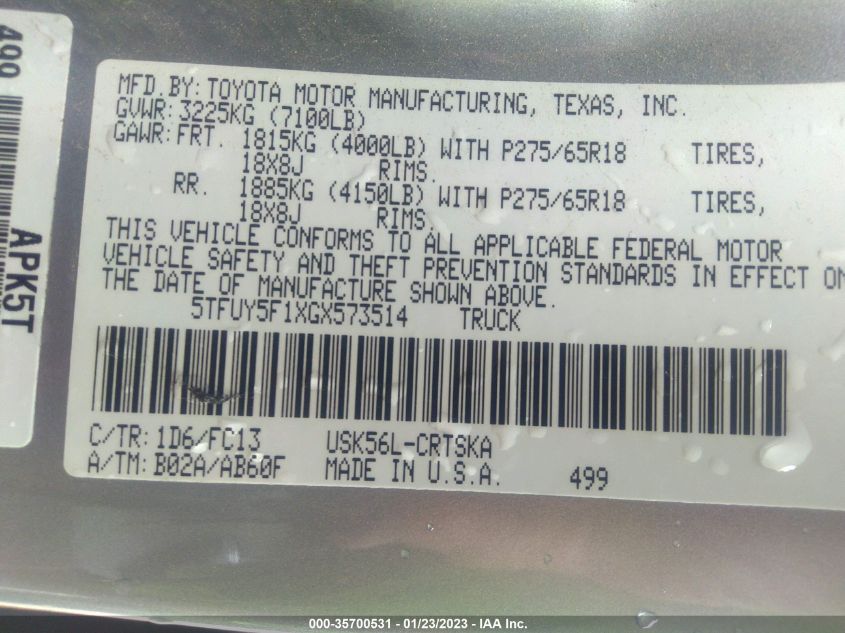 MFD.BY: TOYOTA MOTOR MANUFACTURING, TEXAS, INC.
GVWR: 3225KG (7100LB)
GAWR: FRT. 1815KG (4000LB) WITH P275/65R18 TIRES,
18X8J RIMS.
RR. 1885KG (4150LB) WITH P275/65R18 TIRES,
18X8J RIMS.
THIS VEHICLE CONFORMS TO ALL APPLICABLE FEDERAL MOTOR
VEHICLE SAFETY AND THEFT PREVENTION STANDARDS IN EFFECT ON
THE DATE OF MANUFACTURE SHOWN ABOVE.
5TFUY5F1XGX573514 TRUCK
C/TR: 1D6/FC13 USK56L-CRTSKA
A/TM: B02A/AB60F MADE IN U.S.A. 499
499
APK5T
000-35700531 - 01/23/2023 - IAA Inc.